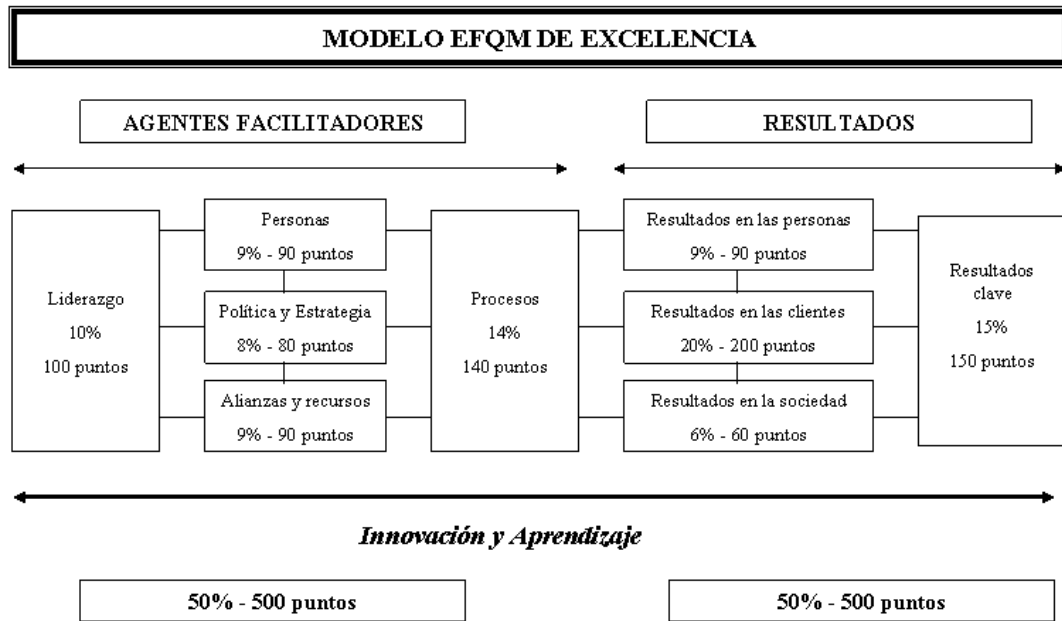 MODELO EFQM DE EXCELENCIA
AGENTES FACILITADORES
RESULTADOS
Liderazgo
10%
100 puntos
Personas
9% - 90 puntos
Política y Estrategia
8% - 80 puntos
Alianzas y recursos
9% - 90 puntos
Procesos
14%
140 puntos
Resultados en las personas
9% - 90 puntos
Resultados en las clientes
20% - 200 puntos
Resultados en la sociedad
6% - 60 puntos
Resultados
clave
15%
150 puntos
Innovación y Aprendizaje
50% - 500 puntos
50% - 500 puntos